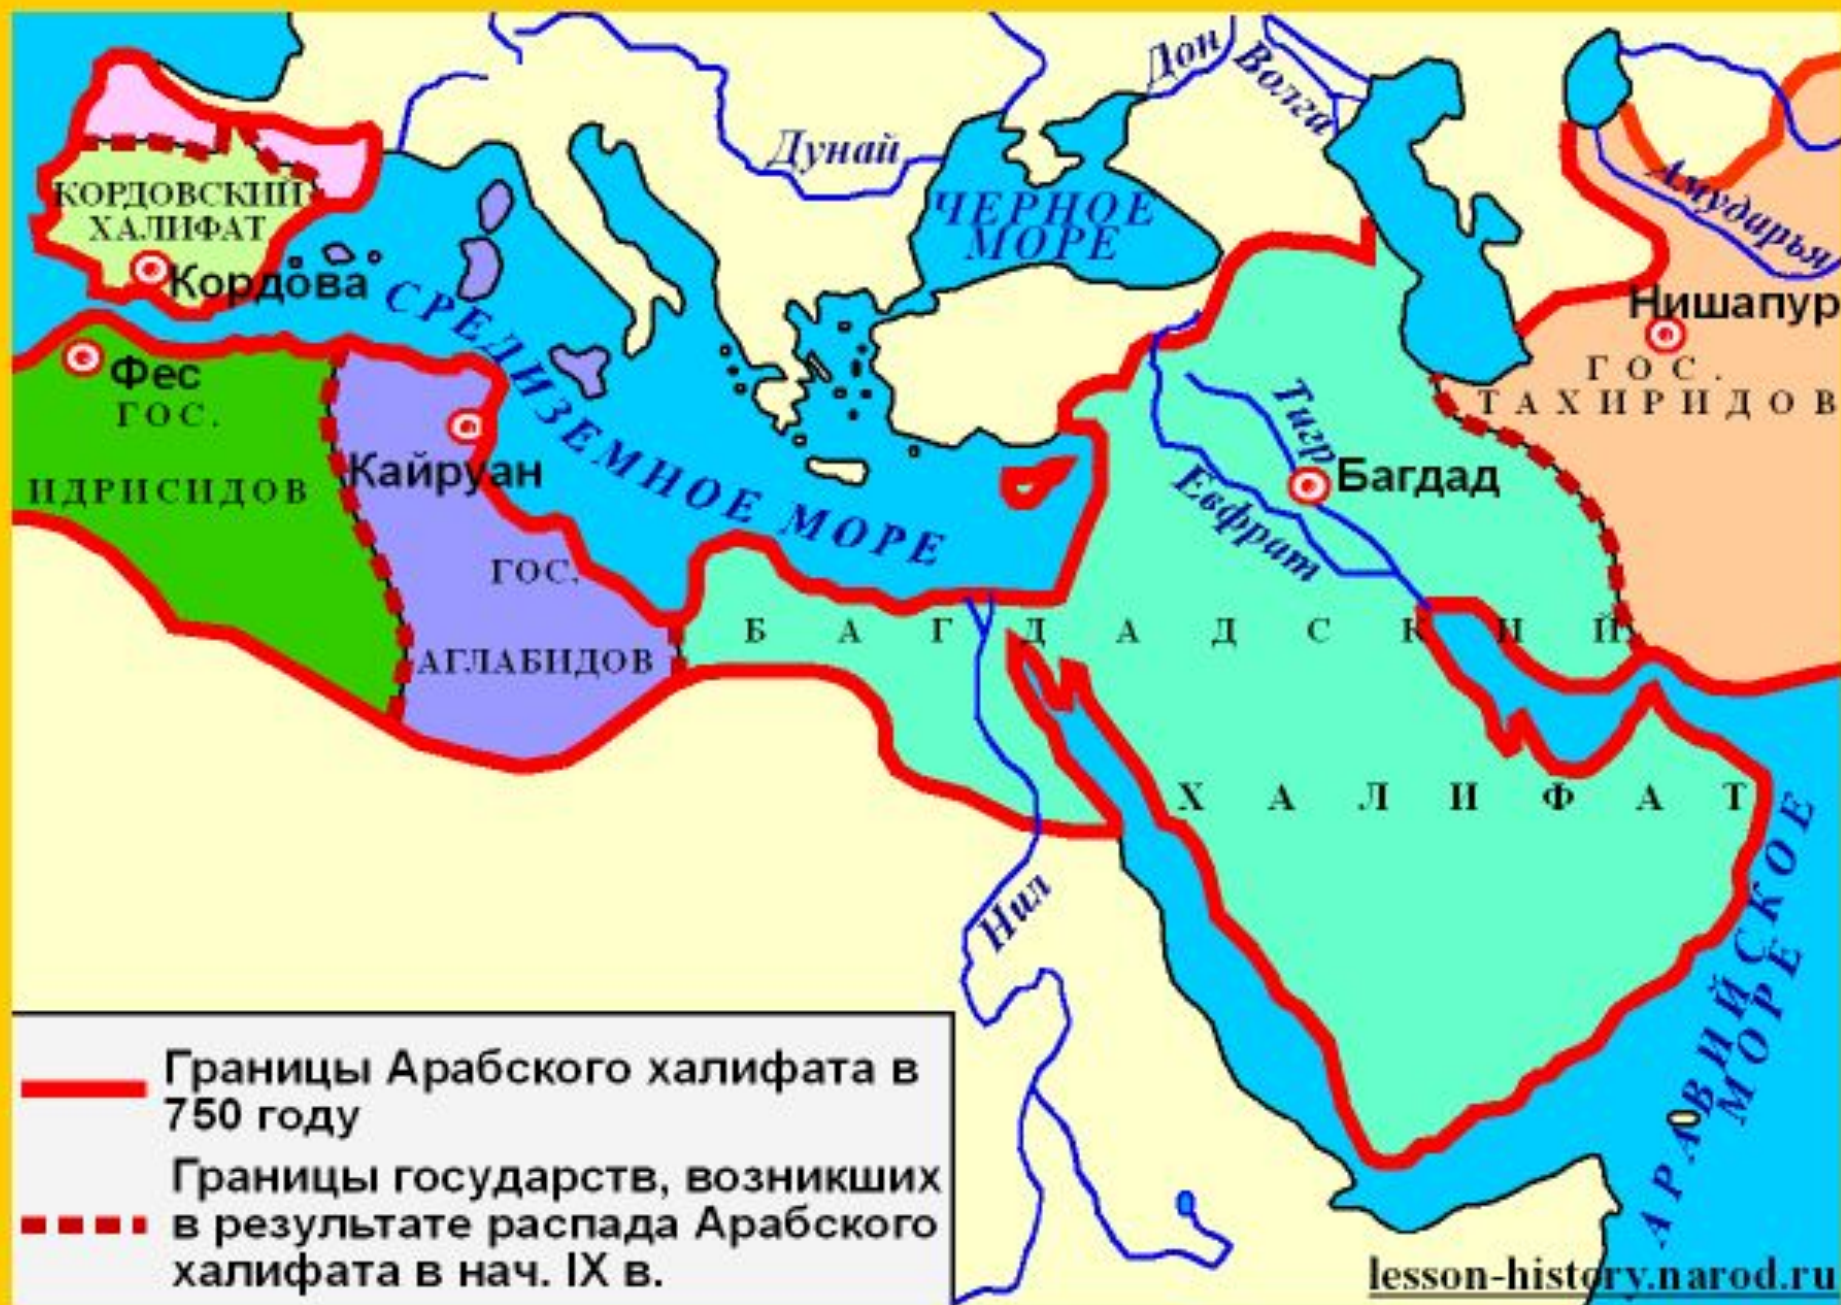 Дон
Волга
Дунай
ЧЕРНОЕ
МОРЕ
Амударья
КОРДОВСКИЙ
ХАЛИФАТ
Кордова
СРЕДИЗЕМНОЕ МОРЕ
Нишапур
ГОС.
ТАХИРИДОВ
Фес
ГОС.
ИДРИСИДОВ
Кайруан
ГОС.
АГЛАБИДОВ
Тигр
Багдад
Евфрат
БАГДАДСКИЙ
ХАЛИФАТ
Нил
АРАВИЙСКОЕ
МОРЕ
Границы Арабского халифата в
750 году
Границы государств, возникших
в результате распада Арабского
халифата в нач. IX в.
lesson-history.narod.ru